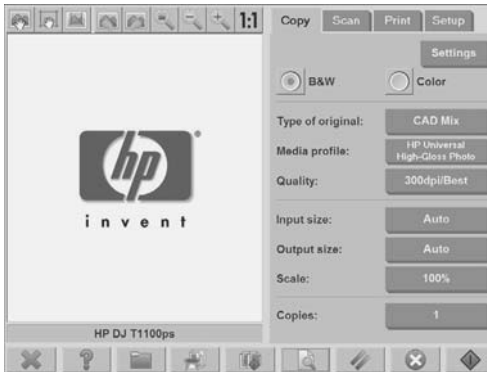 1:1
Copy Scan Print Setup
Settings
B&W Color
Type of original: CAD Mix
Media profile: HP Universal
High-Gloss Photo
Quality: 300dpi/Best
Input size: Auto
Output size: Auto
Scale: 100%
Copies: 1
hp
invent
HP DJ T1100ps